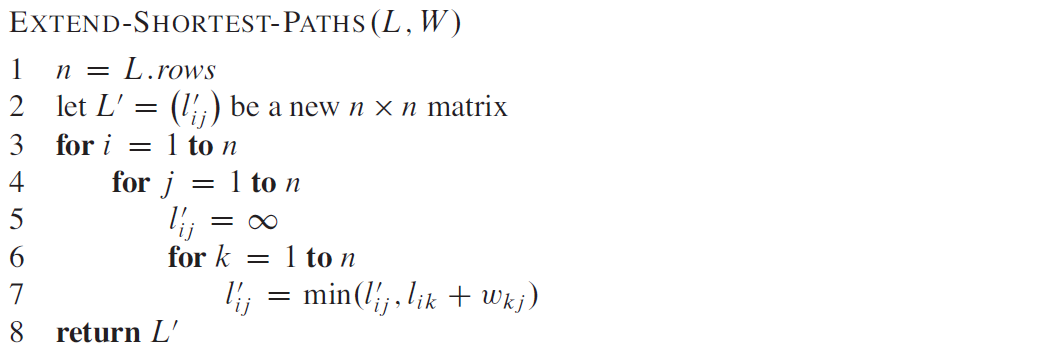 EXTEND-SHORTEST-PATHS(L, W)
1 n = L.rows
2 let L′ = (l′ij) be a new n × n matrix
3 for i = 1 to n
4 for j = 1 to n
5 l′ij = ∞
6 for k = 1 to n
7 l′ij = min(l′ij, lik + wkj)
8 return L′